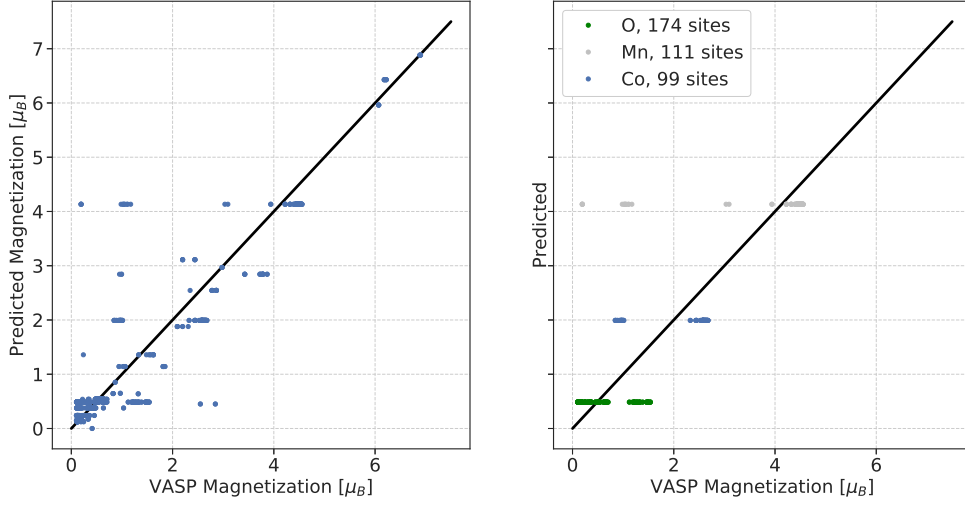 Predicted Magnetization [μB]
7
6
5
4
3
2
1
0
0
2
4
6
VASP Magnetization [μB]
Predicted
O, 174 sites
Mn, 111 sites
Co, 99 sites
0
2
4
6
VASP Magnetization [μB]